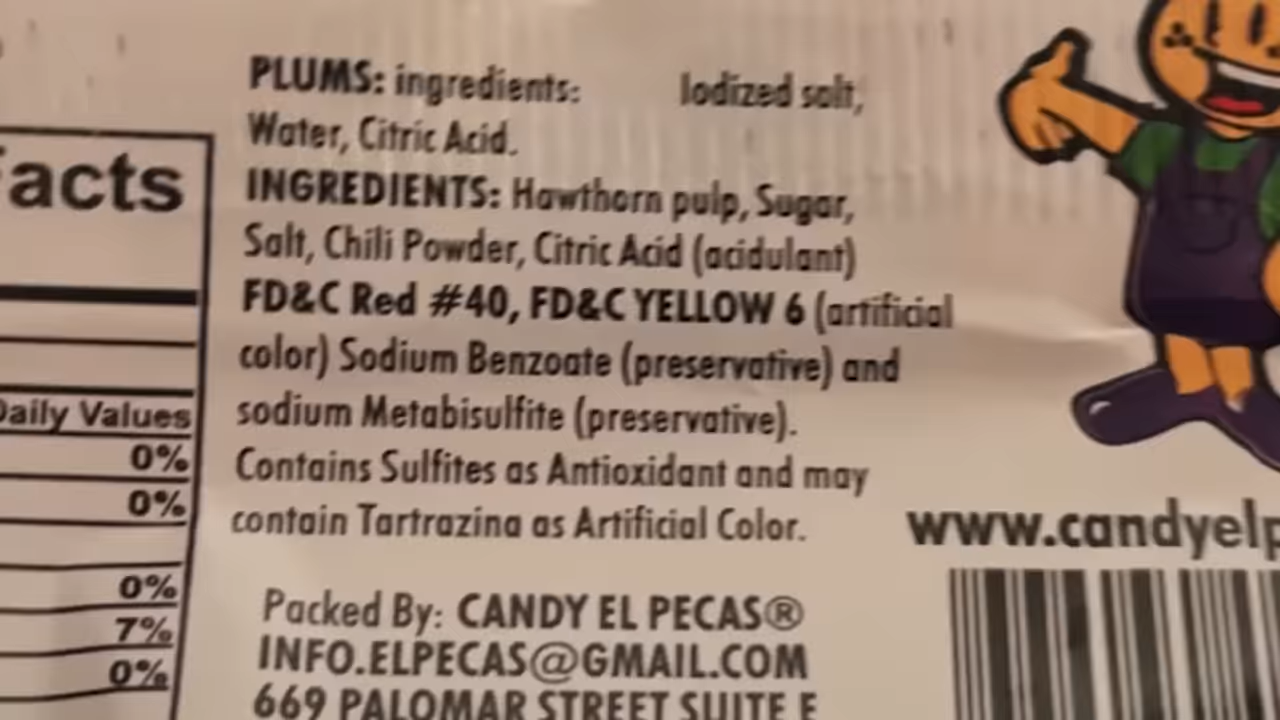 PLUMS: ingredients: Iodized salt,
Water, Citric Acid.
INGREDIENTS: Hawthorn pulp, Sugar,
Salt, Chili Powder, Citric Acid (acidulant)
FD&C Red #40, FD&C YELLOW 6 (artificial
color) Sodium Benzoate (preservative) and
sodium Metabisulfite (preservative).
Contains Sulfites as Antioxidant and may
contain Tartrazina as Artificial Color.
Packed By: CANDY EL PECAS®
INFO.ELPECAS@GMAIL.COM
669 PALOMAR STREET SUITE E
Facts
Daily Values
0%
0%
0%
7%
0%
www.candyelp